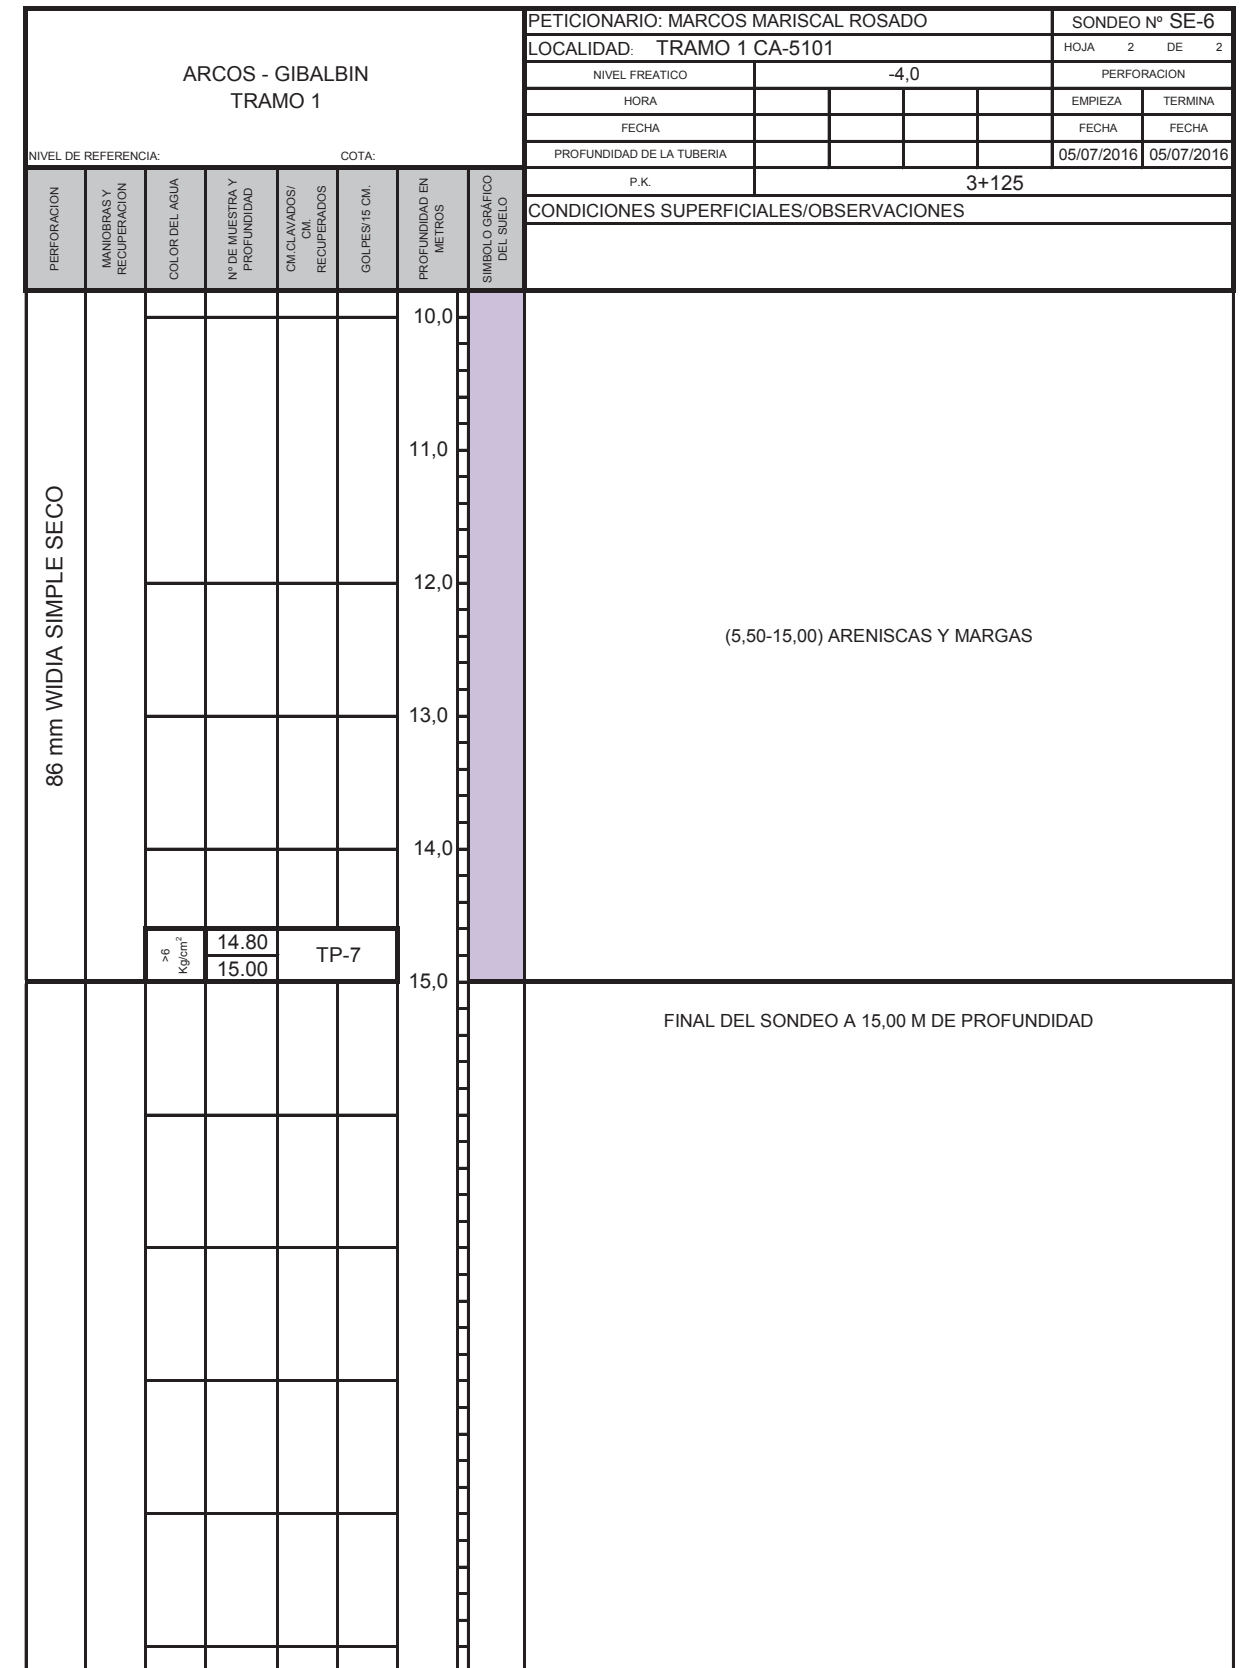 ARCOS - GIBALBIN
TRAMO 1
NIVEL DE REFERENCIA: COTA:
PETICIONARIO: MARCOS MARISCAL ROSADO
SONDEO Nº SE-6
LOCALIDAD: TRAMO 1 CA-5101
HOJA 2 DE 2
NIVEL FREATICO -4,0
PERFORACION
HORA
EMPIEZA TERMINA
FECHA
FECHA FECHA
PROFUNDIDAD DE LA TUBERIA
05/07/2016 05/07/2016
P.K. 3+125
CONDICIONES SUPERFICIALES/OBSERVACIONES
PERFORACION
MANIOBRAS Y
RECUPERACION
COLOR DEL AGUA
Nº DE MUESTRA Y
PROFUNDIDAD
CM.CLAVADOS/
CM.
RECUPERADOS
GOLPES/15 CM.
PROFUNDIDAD EN
METROS
SIMBOLO GRÁFICO
DEL SUELO
86 mm WIDIA SIMPLE SECO
10,0
11,0
12,0
(5,50-15,00) ARENISCAS Y MARGAS
13,0
14,0
>6
Kg/cm²
14.80
15.00
TP-7
15,0
FINAL DEL SONDEO A 15,00 M DE PROFUNDIDAD